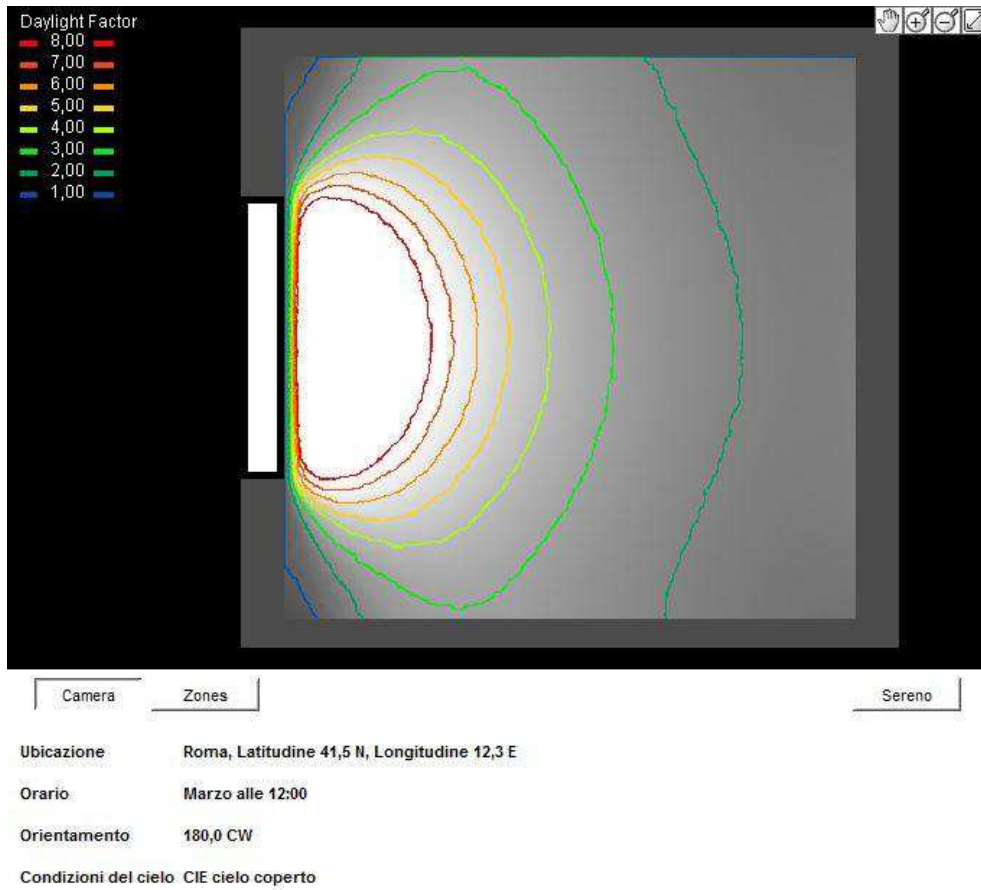 Daylight Factor
8,00
7,00
6,00
5,00
4,00
3,00
2,00
1,00
Camera Zones Sereno
Ubicazione Roma, Latitudine 41,5 N, Longitudine 12,3 E
Orario Marzo alle 12:00
Orientamento 180,0 CW
Condizioni del cielo CIE cielo coperto